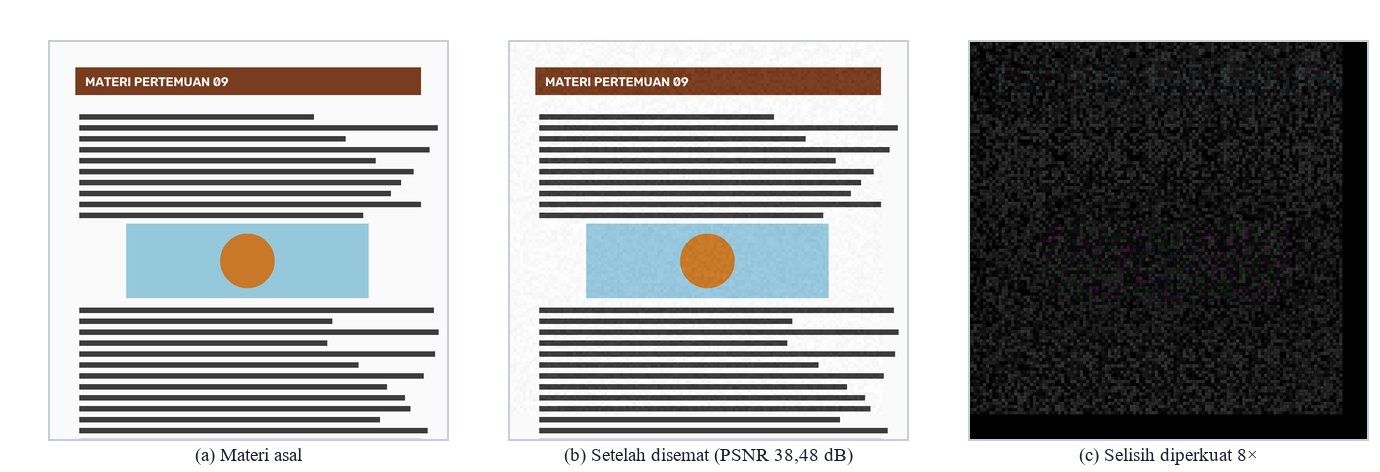 MATERI PERTEMUAN 09
MATERI PERTEMUAN 09
(a) Materi asal
(b) Setelah disemat (PSNR 38,48 dB)
(c) Selisih diperkuat 8×